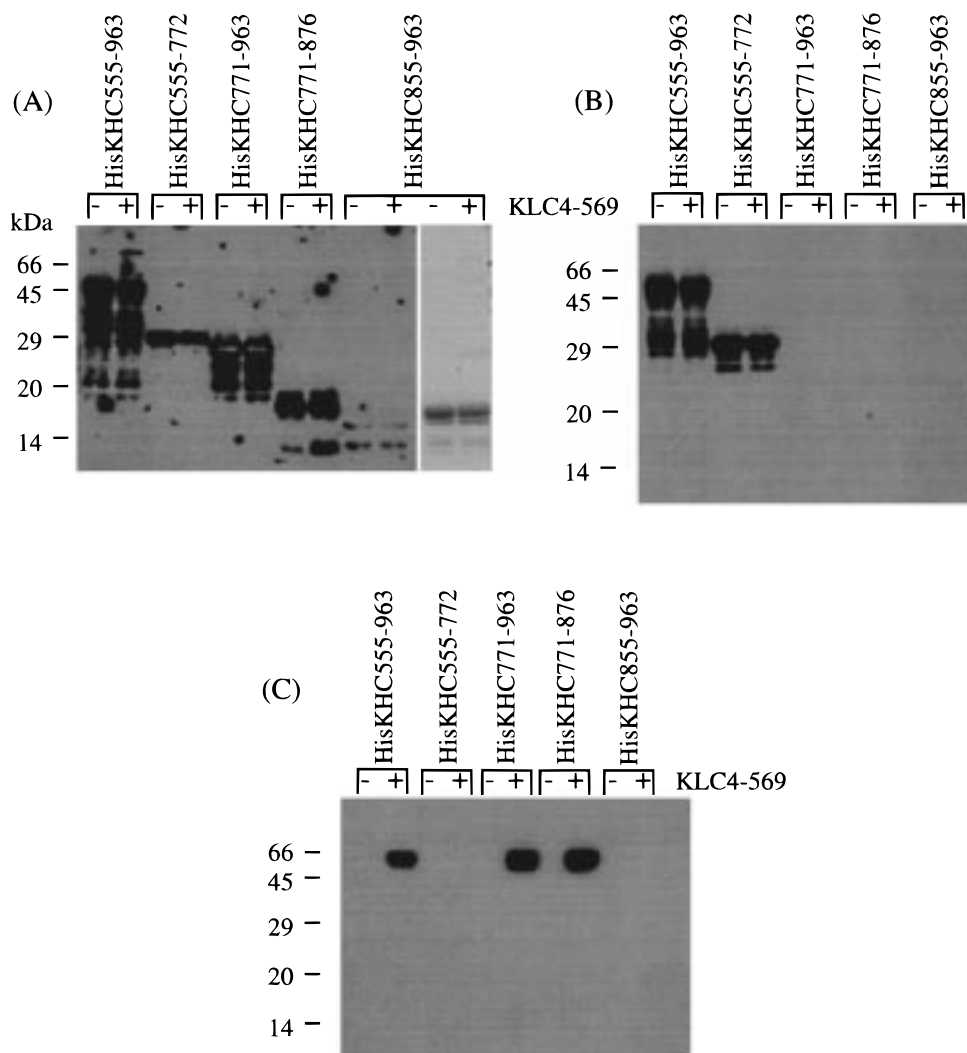 (A)
HisKHC555-963
HisKHC555-772
HisKHC771-963
HisKHC771-876
HisKHC855-963
- + - + - + - + - + - + KLC4-569
kDa
66
45
29
20
14
(B)
HisKHC555-963
HisKHC555-772
HisKHC771-963
HisKHC771-876
HisKHC855-963
- + - + - + - + - +
66
45
29
20
14
(C)
HisKHC555-963
HisKHC555-772
HisKHC771-963
HisKHC771-876
HisKHC855-963
- + - + - + - + - + KLC4-569
66
45
29
20
14